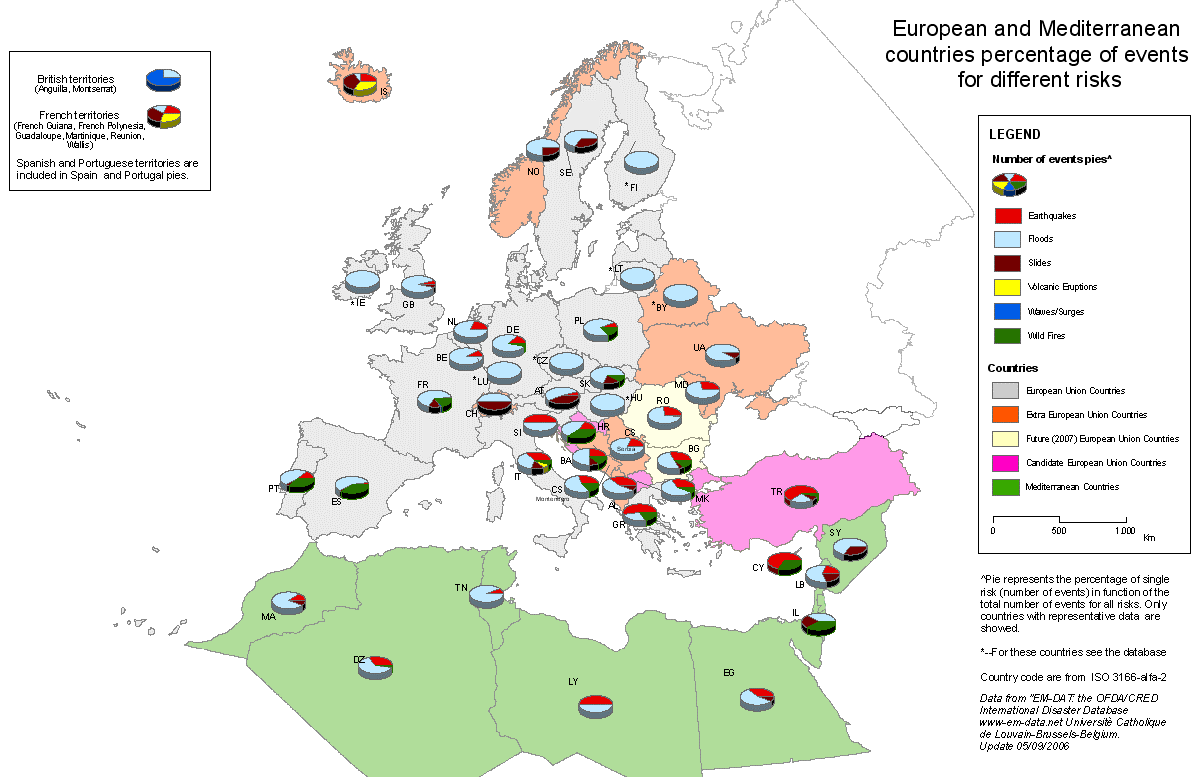 European and Mediterranean
countries percentage of events
for different risks
British territories
(Anguilla, Montserrat)
French territories
(French Guiana, French Polynesia,
Guadaloupe, Martinique, Reunion,
Wallis)
Spanish and Portuguese territories are
included in Spain and Portugal pies.
IS
NO
SE
*FI
*IE
GB
*LT
*BY
NL
DE
PL
BE
*CZ
UA
*LU
SK
MD
FR
AT
*HU
RO
CH
SI
HR
CS
Serbia
BG
IT
BA
CS
Montenegro
PT
ES
AL
MK
GR
TR
SY
CY
LB
IL
TN
MA
DZ
LY
EG
LEGEND
Number of events pies^
Earthquakes
Floods
Slides
Volcanic Eruptions
Waves/Surges
Wild Fires
Countries
European Union Countries
Extra European Union Countries
Future (2007) European Union Countries
Candidate European Union Countries
Mediterranean Countries
0 500 1.000
Km
^Pie represents the percentage of single
risk (number of events) in function of the
total number of events for all risks. Only
countries with representative data are
showed.
*--For these countries see the database
Country code are from ISO 3166-alfa-2
Data from "EM-DAT: the OFDA/CRED
International Disaster Database
www-em-data.net Université Catholique
de Louvain-Brussels-Belgium.
Update 05/09/2006